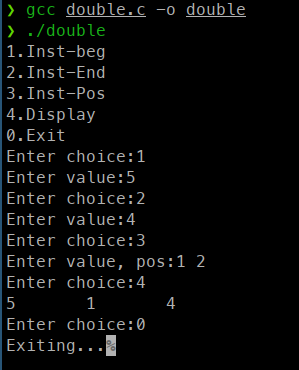 ❯ gcc double.c -o double
❯ ./double
1.Inst-beg
2.Inst-End
3.Inst-Pos
4.Display
0.Exit
Enter choice:1
Enter value:5
Enter choice:2
Enter value:4
Enter choice:3
Enter value, pos:1 2
Enter choice:4
5       1       4
Enter choice:0
Exiting...%